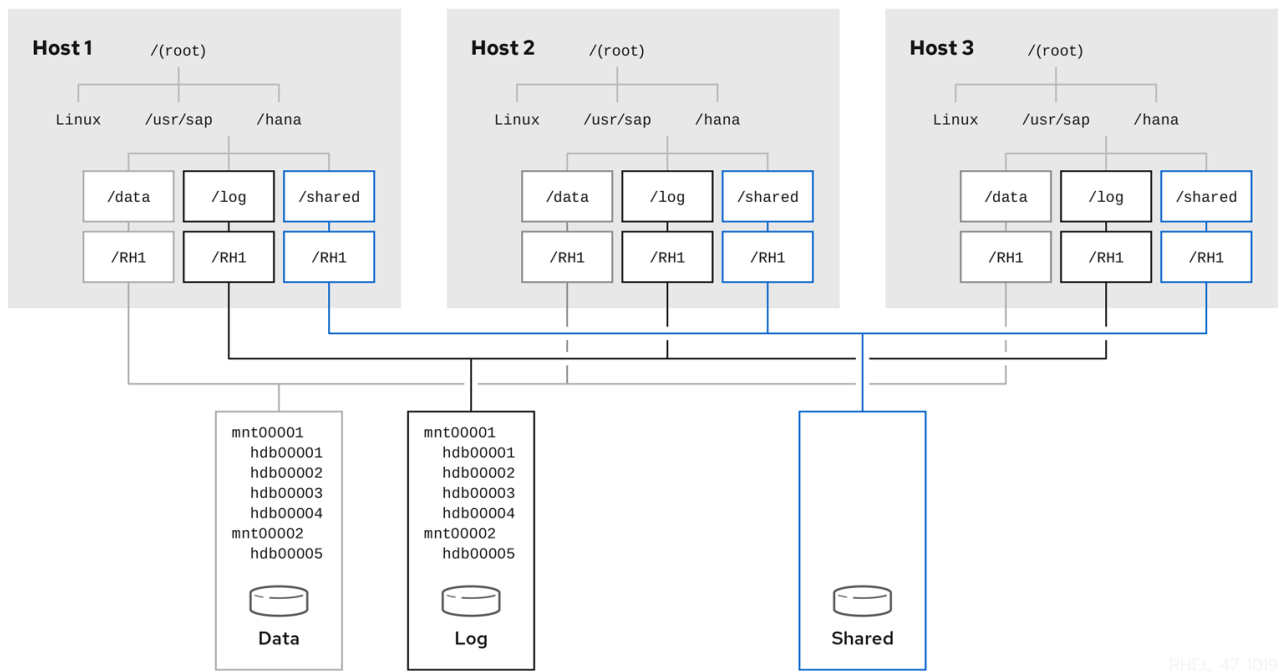 Host 1 /(root)
Linux /usr/sap /hana
/data /log /shared
/RH1 /RH1 /RH1
Host 2 /(root)
Linux /usr/sap /hana
/data /log /shared
/RH1 /RH1 /RH1
Host 3 /(root)
Linux /usr/sap /hana
/data /log /shared
/RH1 /RH1 /RH1
mnt00001
hdb00001
hdb00002
hdb00003
hdb00004
mnt00002
hdb00005
Data
mnt00001
hdb00001
hdb00002
hdb00003
hdb00004
mnt00002
hdb00005
Log
Shared
RHEL_47_1019